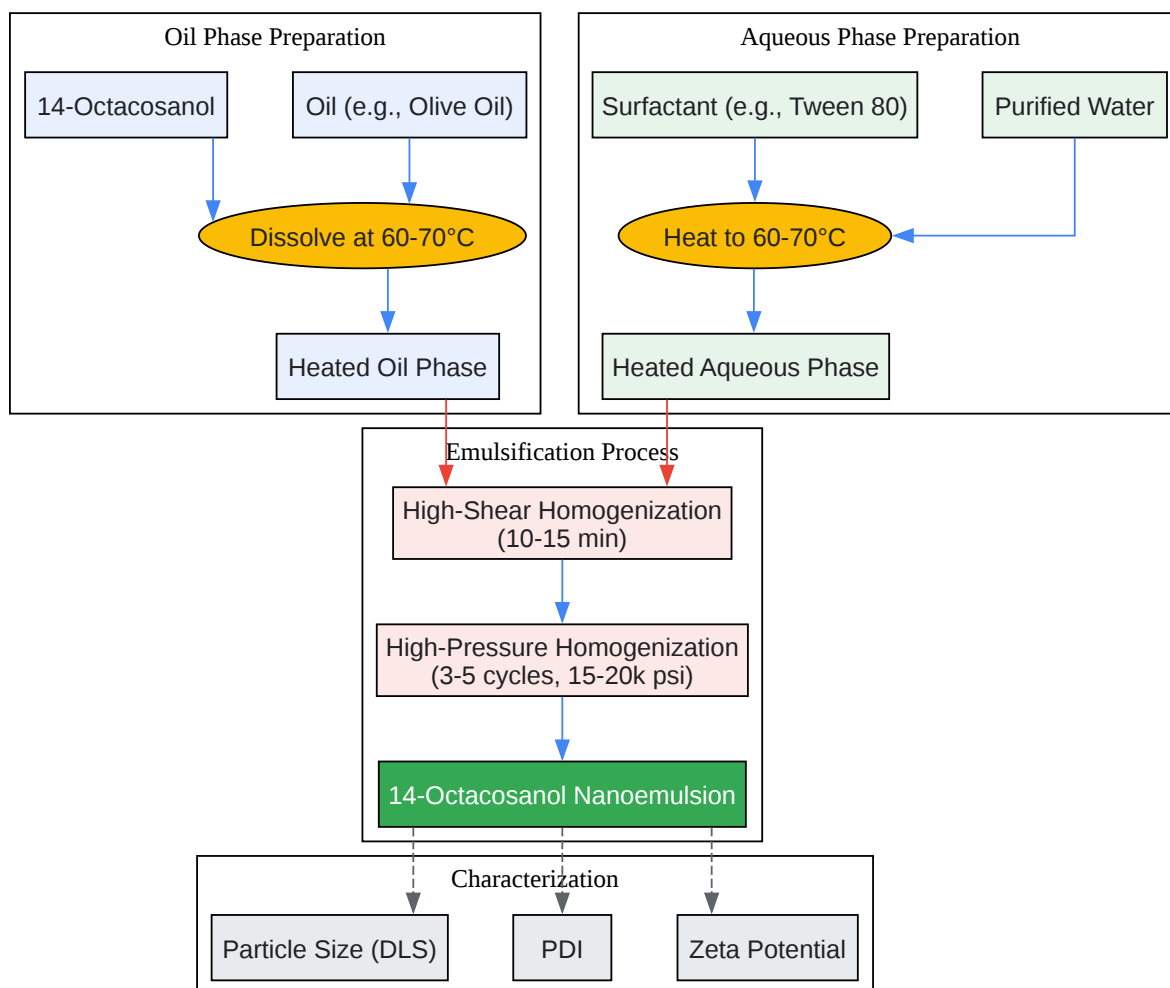 Oil Phase Preparation
14-Octacosanol
Oil (e.g., Olive Oil)
Dissolve at 60-70°C
Heated Oil Phase
Aqueous Phase Preparation
Surfactant (e.g., Tween 80)
Purified Water
Heat to 60-70°C
Heated Aqueous Phase
Emulsification Process
High-Shear Homogenization
(10-15 min)
High-Pressure Homogenization
(3-5 cycles, 15-20k psi)
14-Octacosanol Nanoemulsion
Characterization
Particle Size (DLS)
PDI
Zeta Potential